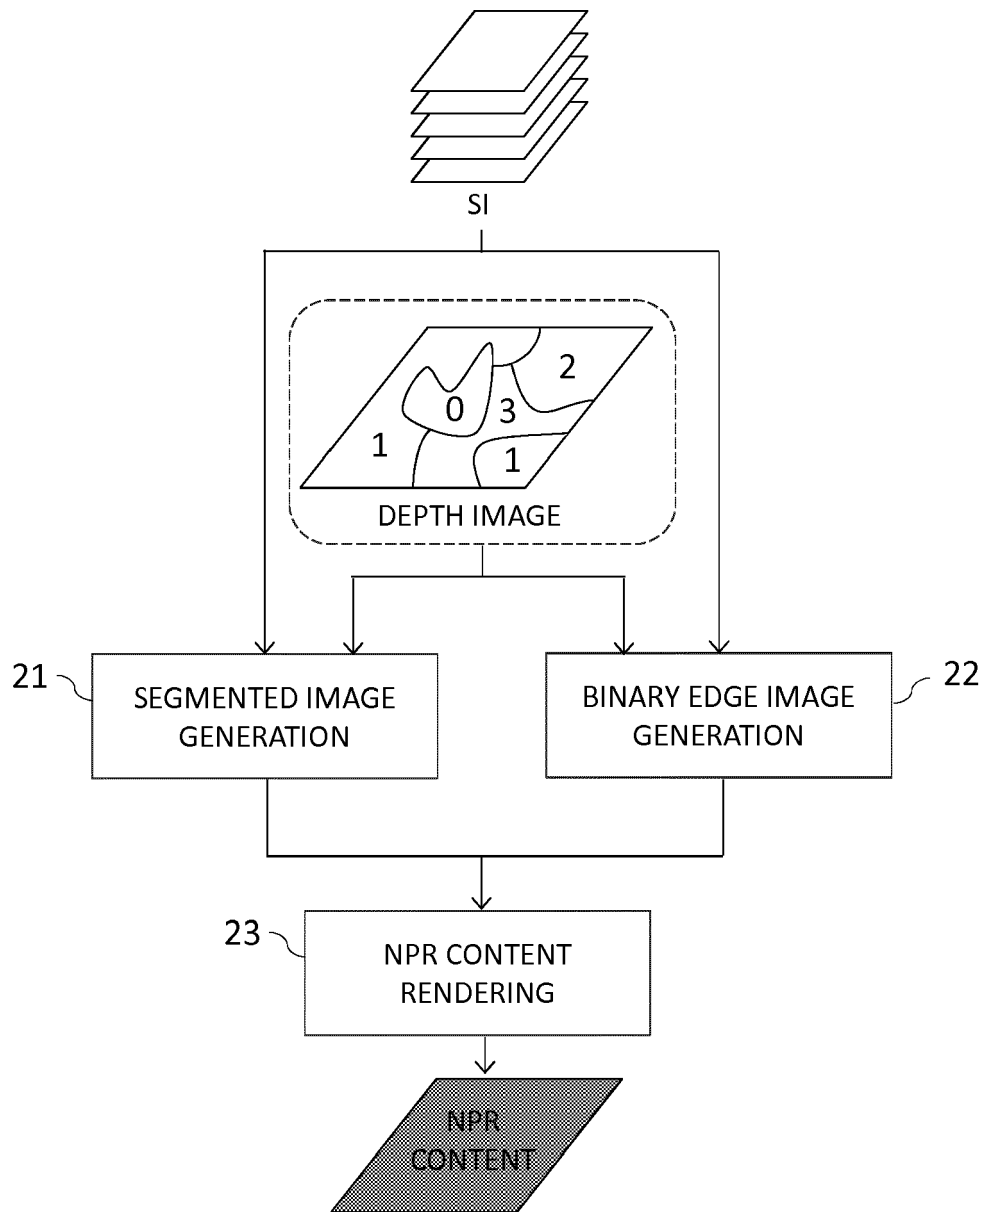 SI
2
0
3
1
1
DEPTH IMAGE
21
SEGMENTED IMAGE
GENERATION
BINARY EDGE IMAGE
GENERATION
22
23
NPR CONTENT
RENDERING
NPR
CONTENT